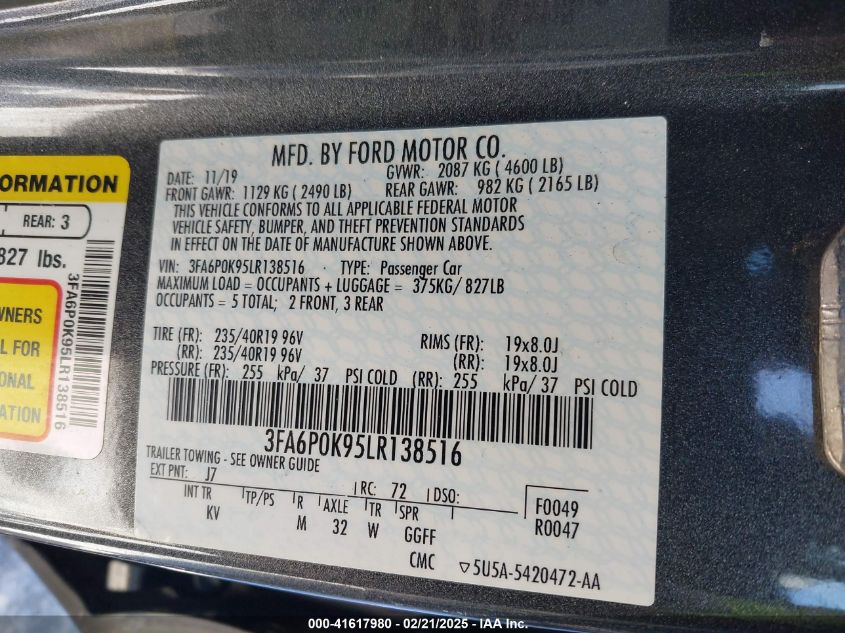 ORMATION
REAR: 3
827 lbs.
WNERS
L FOR
ONAL
ATION
3FA6P0K95LR138516
MFD. BY FORD MOTOR CO.
DATE: 11/19 GVWR: 2087 KG ( 4600 LB)
FRONT GAWR: 1129 KG ( 2490 LB) REAR GAWR: 982 KG ( 2165 LB)
THIS VEHICLE CONFORMS TO ALL APPLICABLE FEDERAL MOTOR
VEHICLE SAFETY, BUMPER, AND THEFT PREVENTION STANDARDS
IN EFFECT ON THE DATE OF MANUFACTURE SHOWN ABOVE.
VIN: 3FA6P0K95LR138516 TYPE: Passenger Car
MAXIMUM LOAD = OCCUPANTS + LUGGAGE = 375KG/ 827LB
OCCUPANTS = 5 TOTAL; 2 FRONT, 3 REAR
TIRE (FR): 235/40R19 96V RIMS (FR): 19x8.0J
(RR): 235/40R19 96V (RR): 19x8.0J
PRESSURE (FR): 255 kPa/ 37 PSI COLD (RR): 255 kPa/ 37 PSI COLD
3FA6P0K95LR138516
TRAILER TOWING - SEE OWNER GUIDE
EXT PNT: J7 RC: 72 DSO: F0049
INT TR TP/PS R AXLE TR SPR R0047
KV M 32 W GGFF
CMC ▽5U5A-5420472-AA
000-41617980 - 02/21/2025 - IAA Inc.